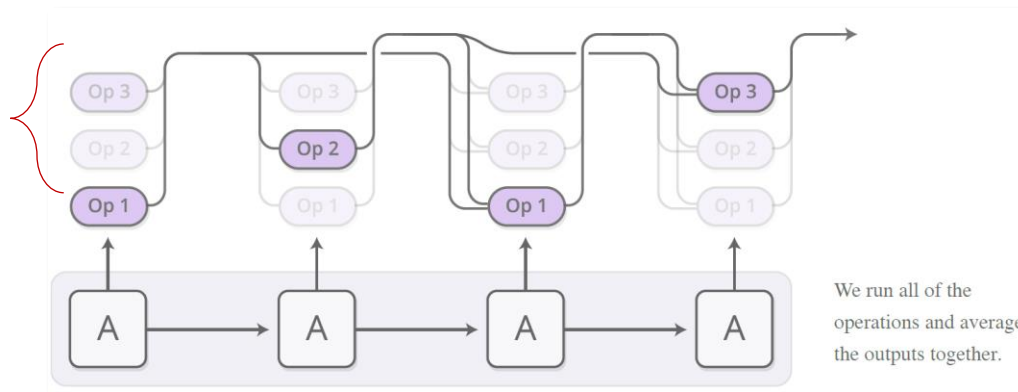 Op 3 Op 3 Op 3 Op 3
Op 2 Op 2 Op 2 Op 2
Op 1 Op 1 Op 1 Op 1
A A A A
We run all of the
operations and average
the outputs together.